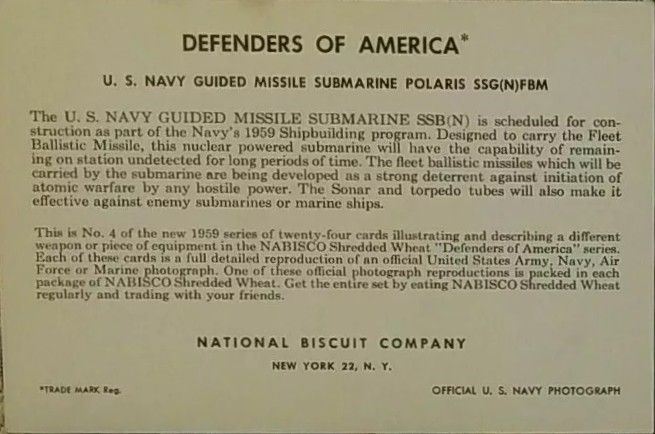 DEFENDERS OF AMERICA*
U. S. NAVY GUIDED MISSILE SUBMARINE POLARIS SSG(N)FBM
The U. S. NAVY GUIDED MISSILE SUBMARINE SSB(N) is scheduled for con-
struction as part of the Navy's 1959 Shipbuilding program. Designed to carry the Fleet
Ballistic Missile, this nuclear powered submarine will have the capability of remain-
ing on station undetected for long periods of time. The fleet ballistic missiles which will be
carried by the submarine are being developed as a strong deterrent against initiation of
atomic warfare by any hostile power. The Sonar and torpedo tubes will also make it
effective against enemy submarines or marine ships.
This is No. 4 of the new 1959 series of twenty-four cards illustrating and describing a different
weapon or piece of equipment in the NABISCO Shredded Wheat "Defenders of America" series.
Each of these cards is a full detailed reproduction of an official United States Army, Navy, Air
Force or Marine photograph. One of these official photograph reproductions is packed in each
package of NABISCO Shredded Wheat. Get the entire set by eating NABISCO Shredded Wheat
regularly and trading with your friends.
NATIONAL BISCUIT COMPANY
NEW YORK 22, N. Y.
*TRADE MARK Reg. OFFICIAL U. S. NAVY PHOTOGRAPH